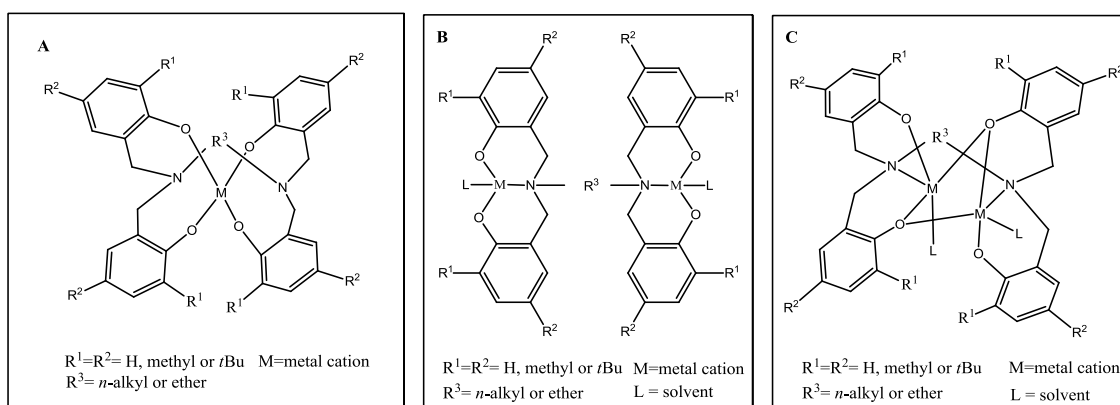 A
R¹
R²
R¹
R²
R³
O
O
N
N
M
O
O
R²
R¹
R¹
R²
R¹=R²= H, methyl or tBu M=metal cation
R³= n-alkyl or ether
B
R²
R²
R¹
R¹
O
O
L M N
R³
N M L
O
O
R¹
R¹
R²
R²
R¹=R²= H, methyl or tBu M=metal cation
R³= n-alkyl or ether L = solvent
C
R¹
R²
R¹
R²
O
R³
O
N
N
M
M
O
L
L
O
R¹
R²
R¹
R²
R¹=R²= H, methyl or tBu M=metal cation
R³= n-alkyl or ether L = solvent